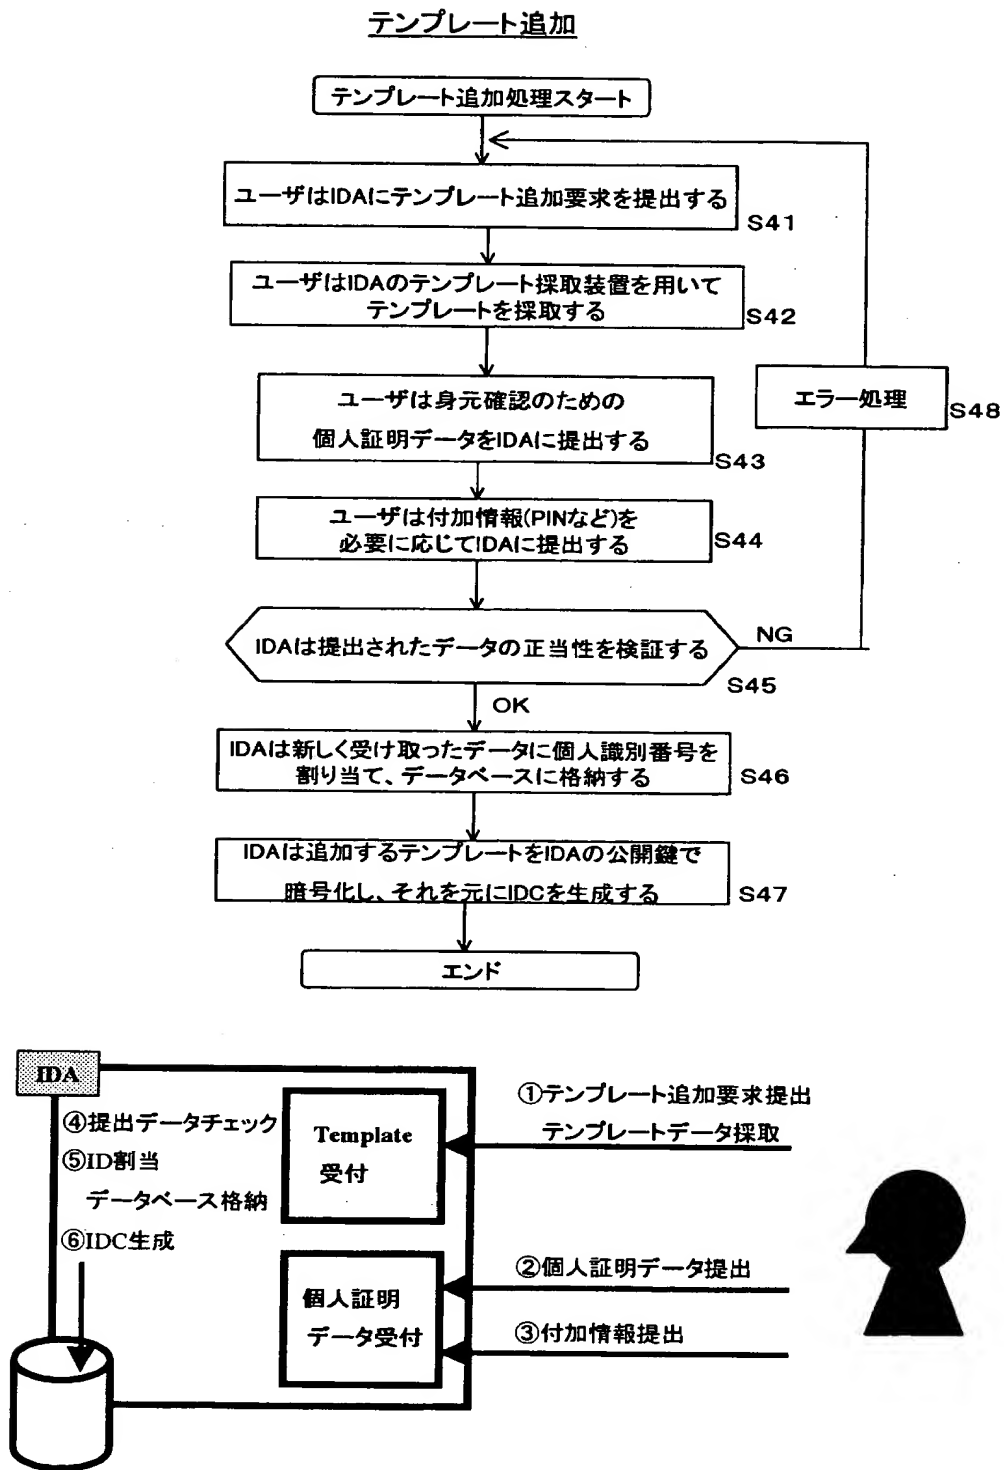 テンプレート追加
テンプレート追加処理スタート
ユーザはIDAにテンプレート追加要求を提出する
S41
ユーザはIDAのテンプレート採取装置を用いて
テンプレートを採取する
S42
ユーザは身元確認のための
個人証明データをIDAに提出する
S43
エラー処理
S48
ユーザは付加情報(PINなど)を
必要に応じてIDAに提出する
S44
IDAは提出されたデータの正当性を検証する
NG
S45
OK
IDAは新しく受け取ったデータに個人識別番号を
割り当て、データベースに格納する
S46
IDAは追加するテンプレートをIDAの公開鍵で
暗号化し、それを元にIDCを生成する
S47
エンド
IDA
④提出データチェック
⑤ID割当
データベース格納
⑥IDC生成
Template
受付
個人証明
データ受付
①テンプレート追加要求提出
テンプレートデータ採取
②個人証明データ提出
③付加情報提出